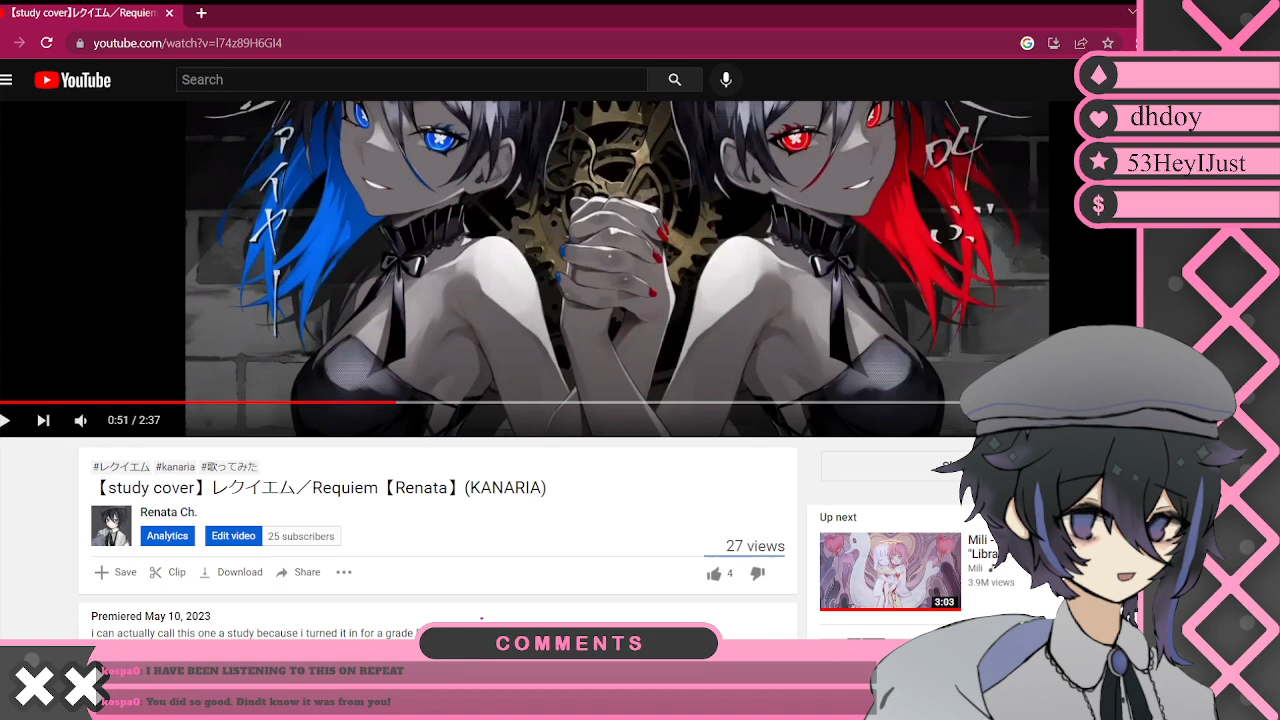 【study cover】レクイエム／Requiem
youtube.com/watch?v=l74z89H6GI4
YouTube
Search
dhdoy
53HeyIJust
$
0:51 / 2:37
#レクイエム #kanaria #歌ってみた
【study cover】レクイエム／Requiem【Renata】(KANARIA)
Renata Ch.
Analytics
Edit video
25 subscribers
27 views
Save
Clip
Download
Share
4
Up next
Mili -
"Libra
Mili
3.9M views
3:03
Premiered May 10, 2023
i can actually call this one a study because i turned it in for a grade
COMMENTS
kospa0: I HAVE BEEN LISTENING TO THIS ON REPEAT
kospa0: You did so good. Dindt know it was from you!